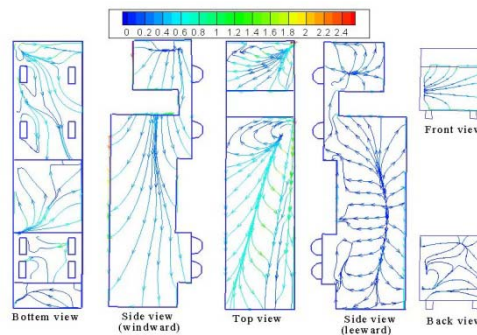 0 0.2 0.4 0.6 0.8 1 1.2 1.4 1.6 1.8 2 2.2 2.4
Front view
Bottem view
Side view
(windward)
Top view
Side view
(leeward)
Back view